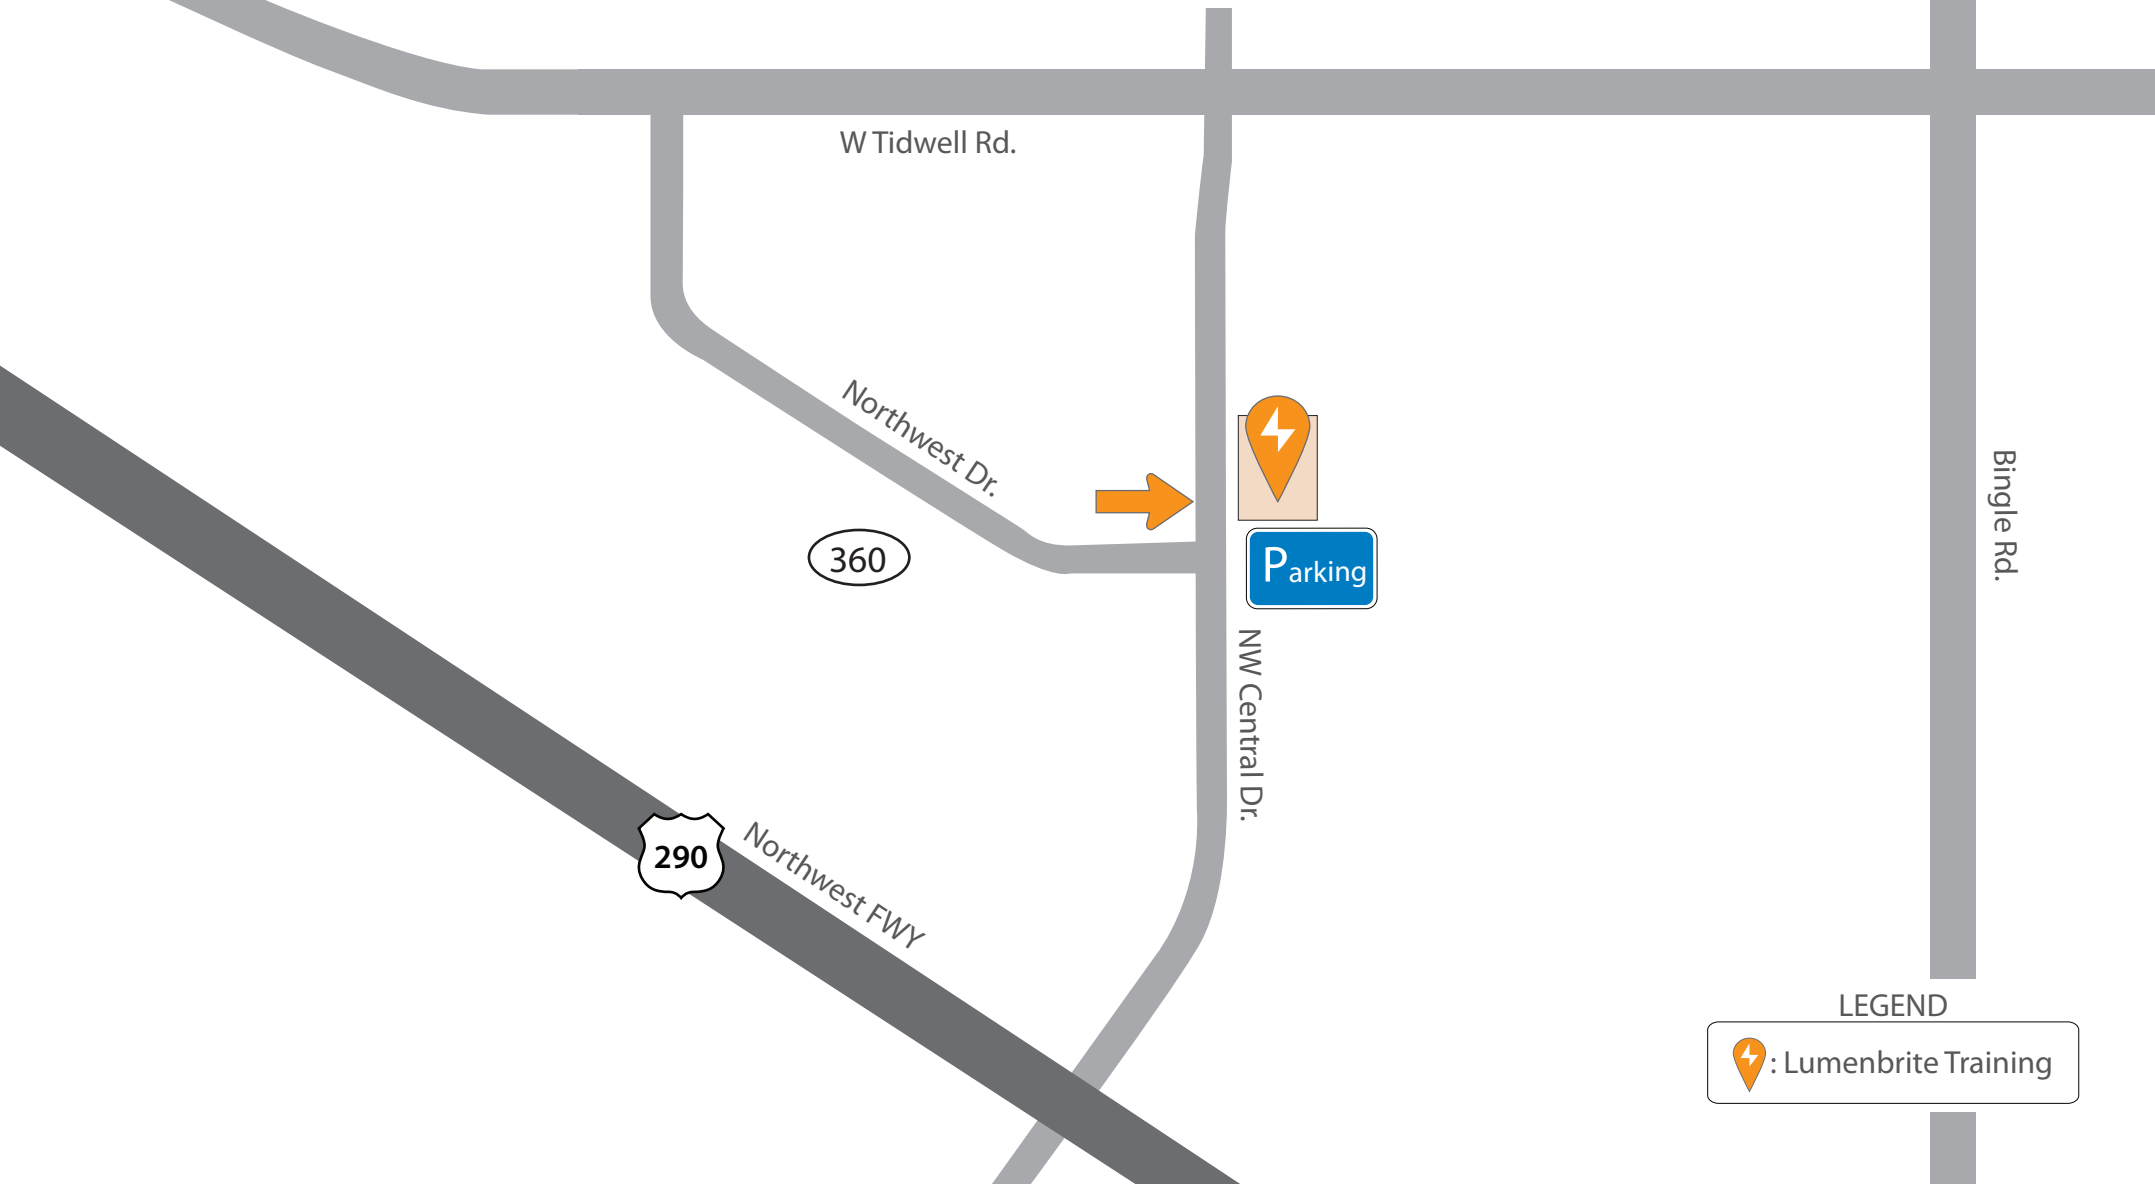 W Tidwell Rd.
Northwest Dr.
360
Parking
Bingle Rd.
NW Central Dr.
290
Northwest FWY
LEGEND
: Lumenbrite Training